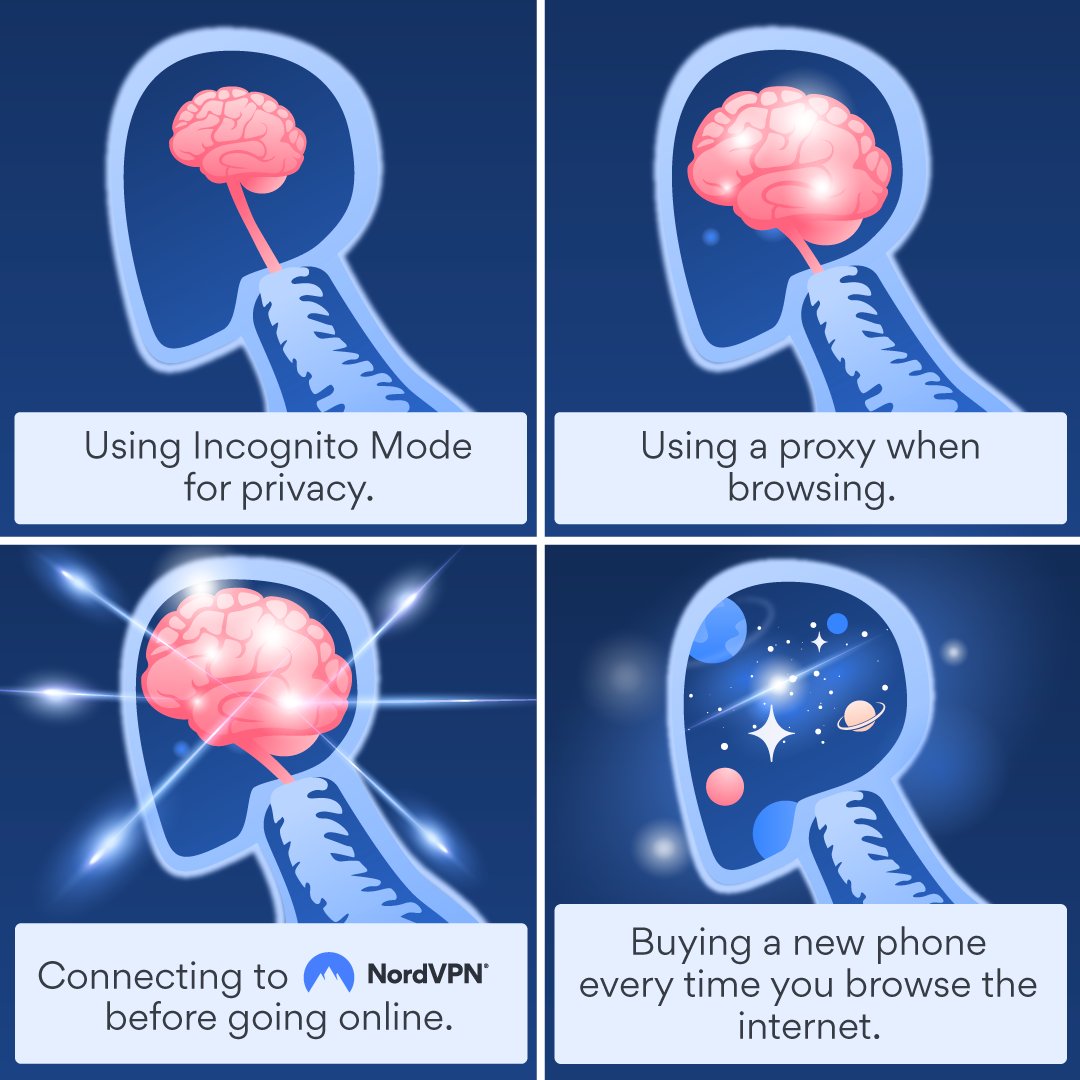 Using Incognito Mode
for privacy.
Using a proxy when
browsing.
Connecting to NordVPN®
before going online.
Buying a new phone
every time you browse the
internet.